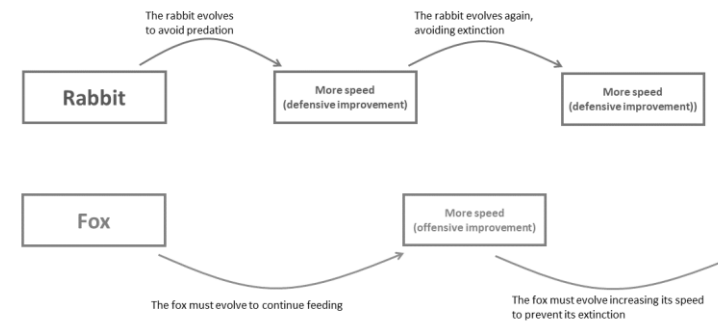 The rabbit evolves
to avoid predation
The rabbit evolves again,
avoiding extinction
Rabbit
More speed
(defensive improvement)
More speed
(defensive improvement))
Fox
More speed
(offensive improvement)
The fox must evolve to continue feeding
The fox must evolve increasing its speed
to prevent its extinction